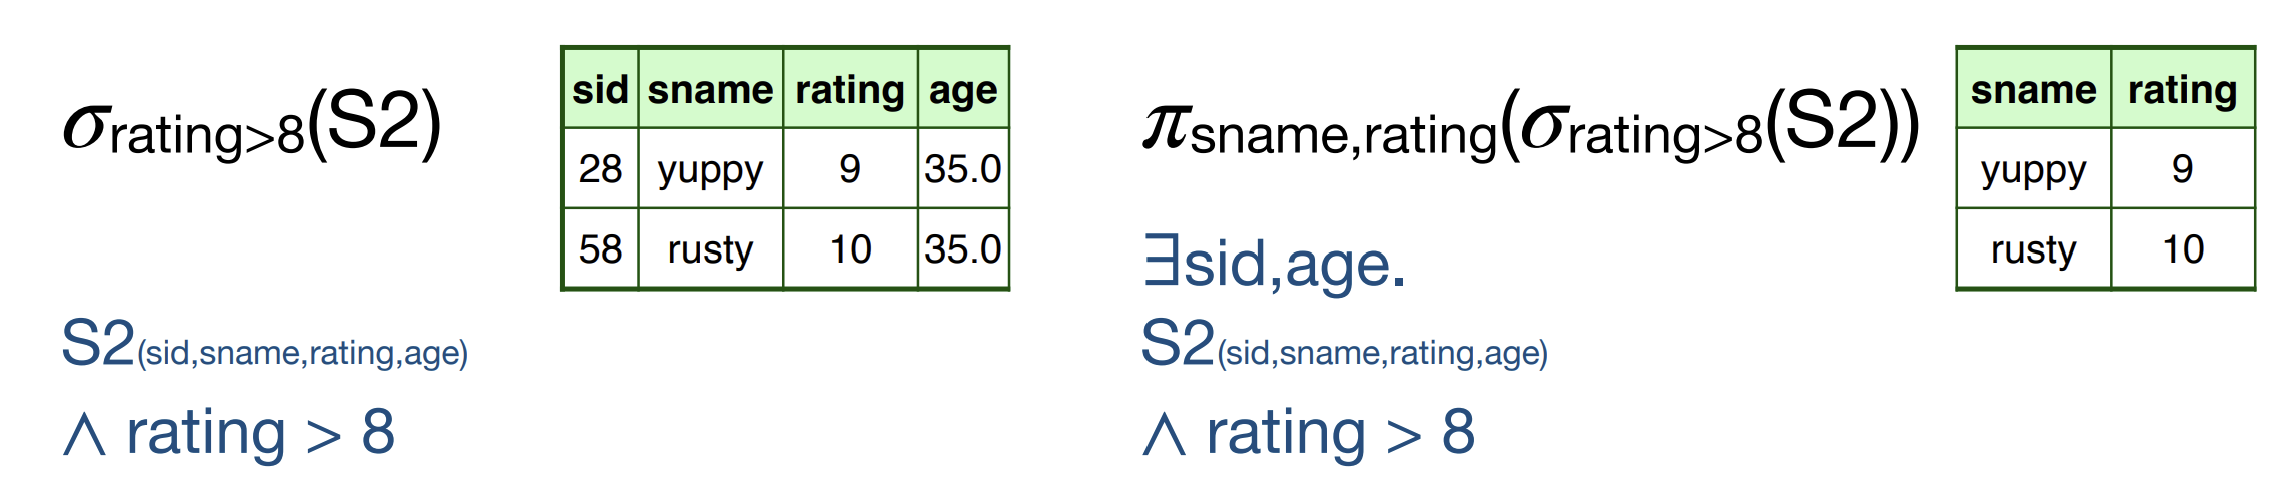 σrating>8(S2)
sid sname rating age
28 yuppy 9 35.0
58 rusty 10 35.0
S2(sid,sname,rating,age)
∧ rating > 8
πsname,rating(σrating>8(S2))
sname rating
yuppy 9
rusty 10
∃sid,age.
S2(sid,sname,rating,age)
∧ rating > 8